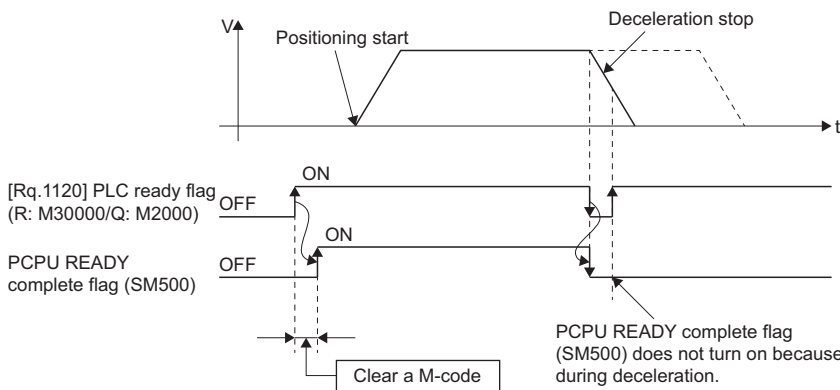 V
Positioning start
Deceleration stop
t
[Rq.1120] PLC ready flag
(R: M30000/Q: M2000)
OFF
ON
PCPU READY
complete flag (SM500)
OFF
ON
Clear a M-code
PCPU READY complete flag
(SM500) does not turn on because
during deceleration.